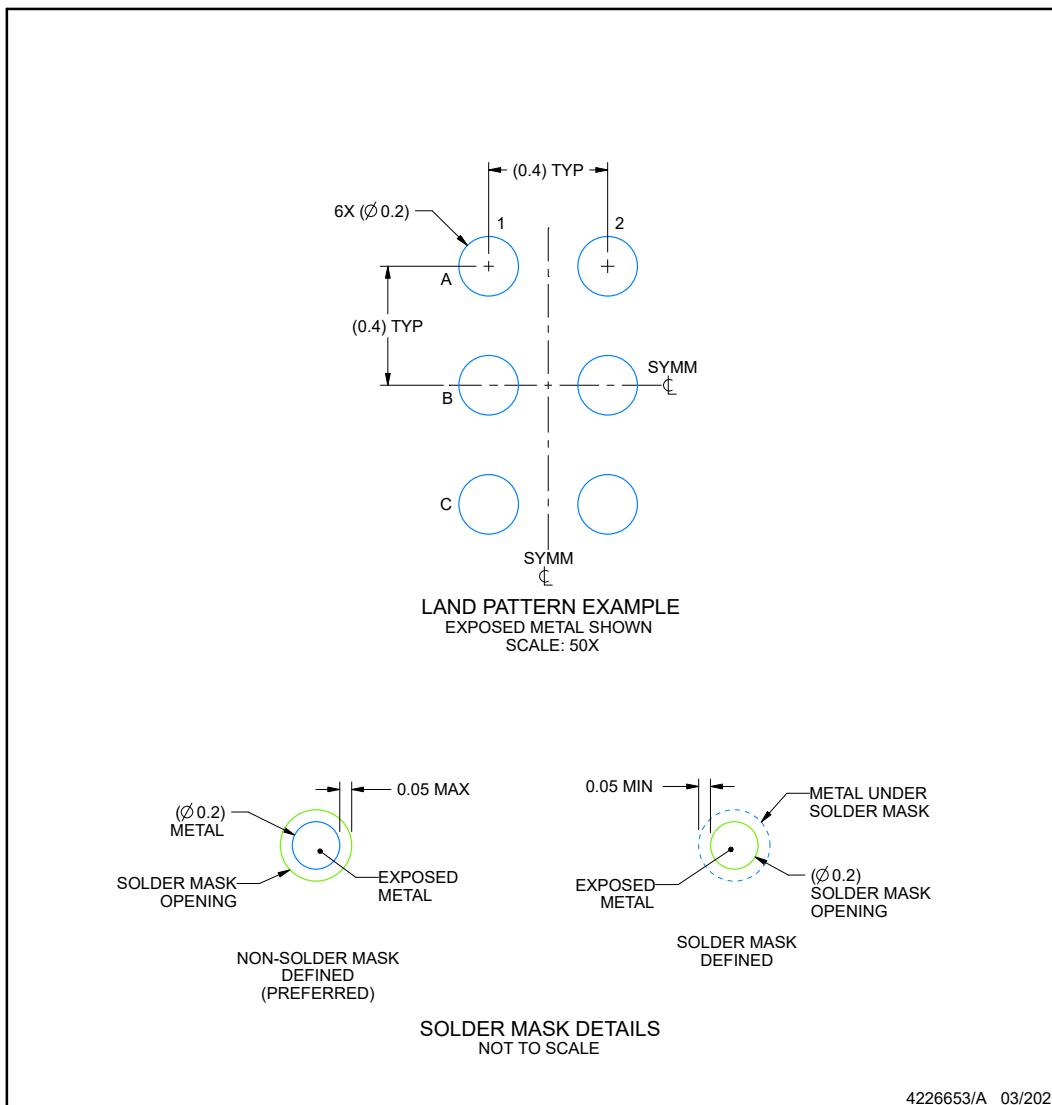 (0.4) TYP
6X (∅ 0.2)
1
2
A
(0.4) TYP
SYMM
℄
B
C
SYMM
℄
LAND PATTERN EXAMPLE
EXPOSED METAL SHOWN
SCALE: 50X
0.05 MAX
(∅ 0.2)
METAL
SOLDER MASK
OPENING
EXPOSED
METAL
NON-SOLDER MASK
DEFINED
(PREFERRED)
0.05 MIN
METAL UNDER
SOLDER MASK
EXPOSED
METAL
(∅ 0.2)
SOLDER MASK
OPENING
SOLDER MASK
DEFINED
SOLDER MASK DETAILS
NOT TO SCALE
4226653/A 03/202